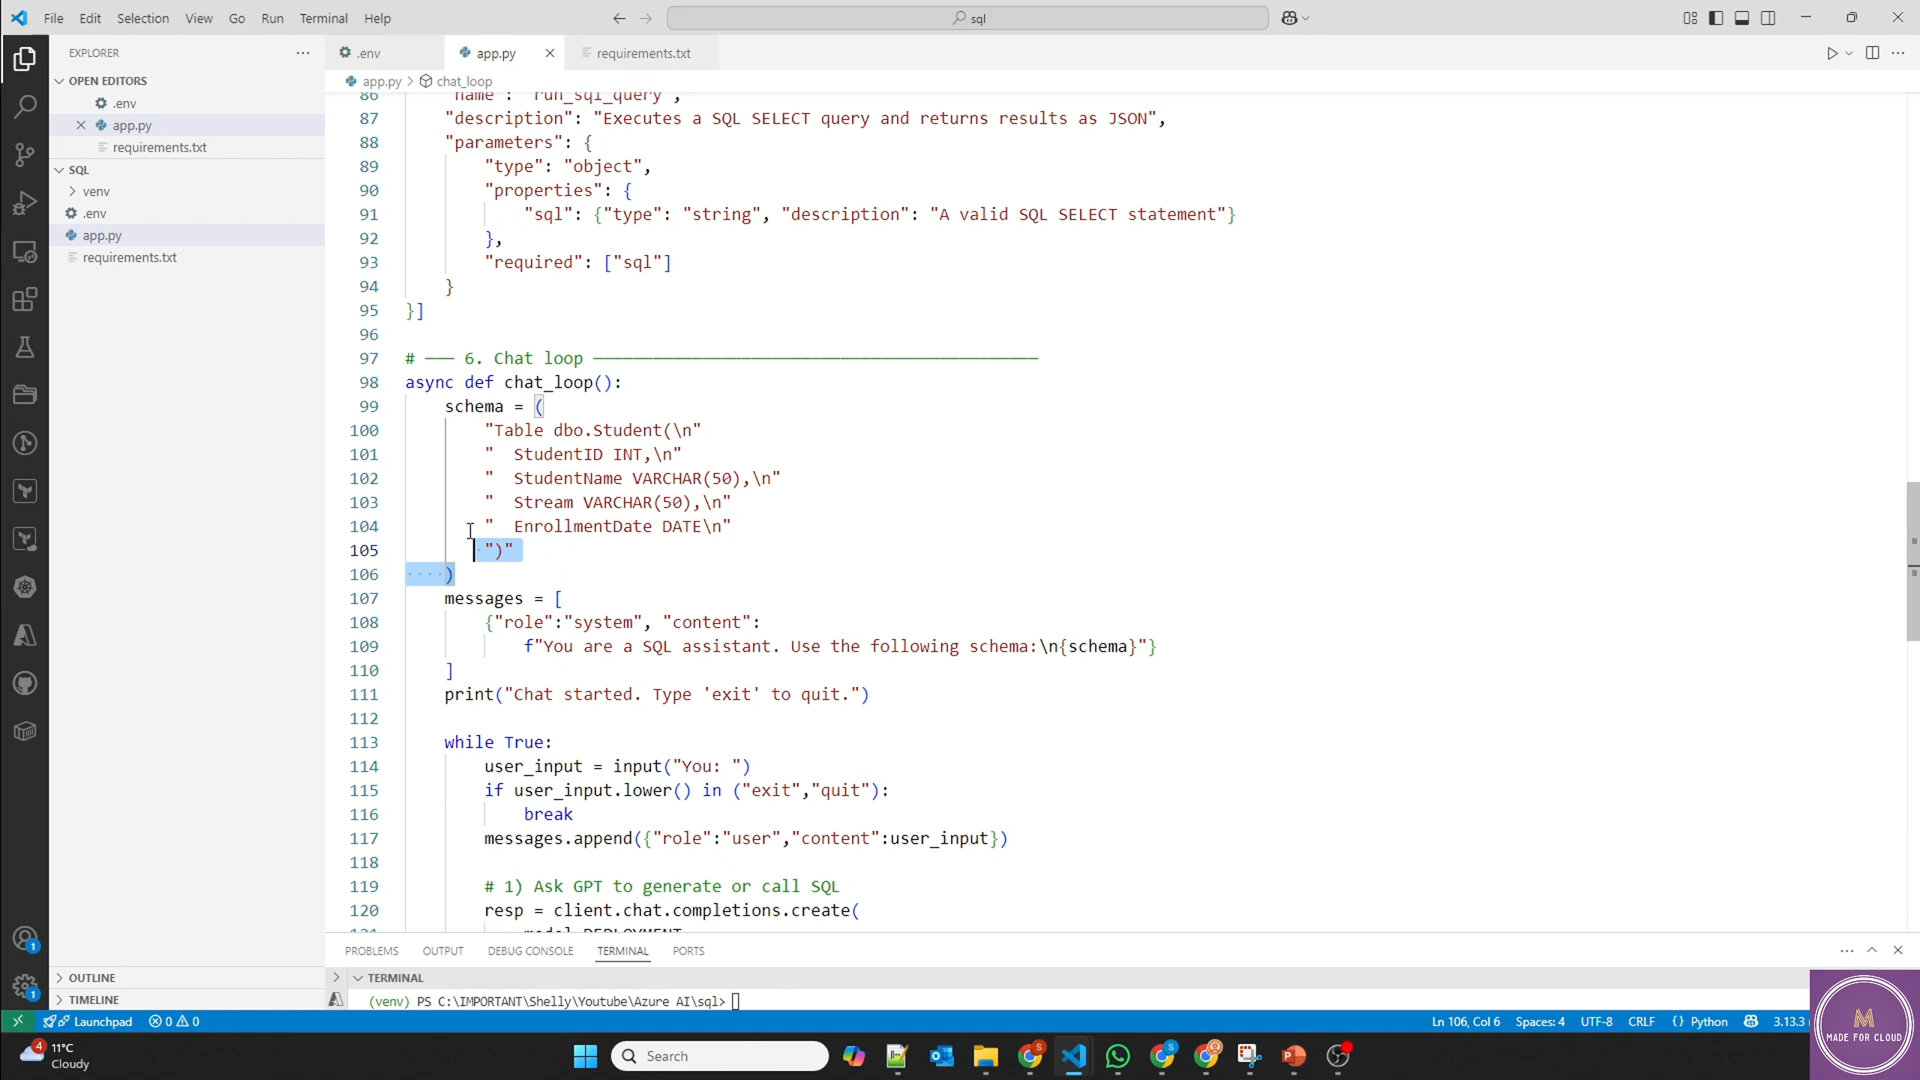 File Edit Selection View Go Run Terminal Help
sql
EXPLORER
OPEN EDITORS
.env
app.py
requirements.txt
SQL
venv
.env
app.py
requirements.txt
OUTLINE
TIMELINE
.env
app.py
requirements.txt
app.py > chat_loop
86 "name": "run_sql_query",
87 "description": "Executes a SQL SELECT query and returns results as JSON",
88 "parameters": {
89 "type": "object",
90 "properties": {
91 "sql": {"type": "string", "description": "A valid SQL SELECT statement"}
92 },
93 "required": ["sql"]
94 }
95 }]
96
97 # ─── 6. Chat loop ─────────────────────────────────────────────
98 async def chat_loop():
99 schema = (
100 "Table dbo.Student(\n"
101 "  StudentID INT,\n"
102 "  StudentName VARCHAR(50),\n"
103 "  Stream VARCHAR(50),\n"
104 "  EnrollmentDate DATE\n"
105 ")"
106 )
107 messages = [
108 {"role":"system", "content":
109 f"You are a SQL assistant. Use the following schema:\n{schema}"}
110 ]
111 print("Chat started. Type 'exit' to quit.")
112
113 while True:
114 user_input = input("You: ")
115 if user_input.lower() in ("exit","quit"):
116 break
117 messages.append({"role":"user","content":user_input})
118
119 # 1) Ask GPT to generate or call SQL
120 resp = client.chat.completions.create(
PROBLEMS OUTPUT DEBUG CONSOLE TERMINAL PORTS
TERMINAL
(venv) PS C:\IMPORTANT\Shelly\Youtube\Azure AI\sql>
Launchpad 0 0
Ln 106, Col 6 Spaces: 4 UTF-8 CRLF {} Python 3.13.3
1
1
4
11°C
Cloudy
Search
M
MADE FOR CLOUD